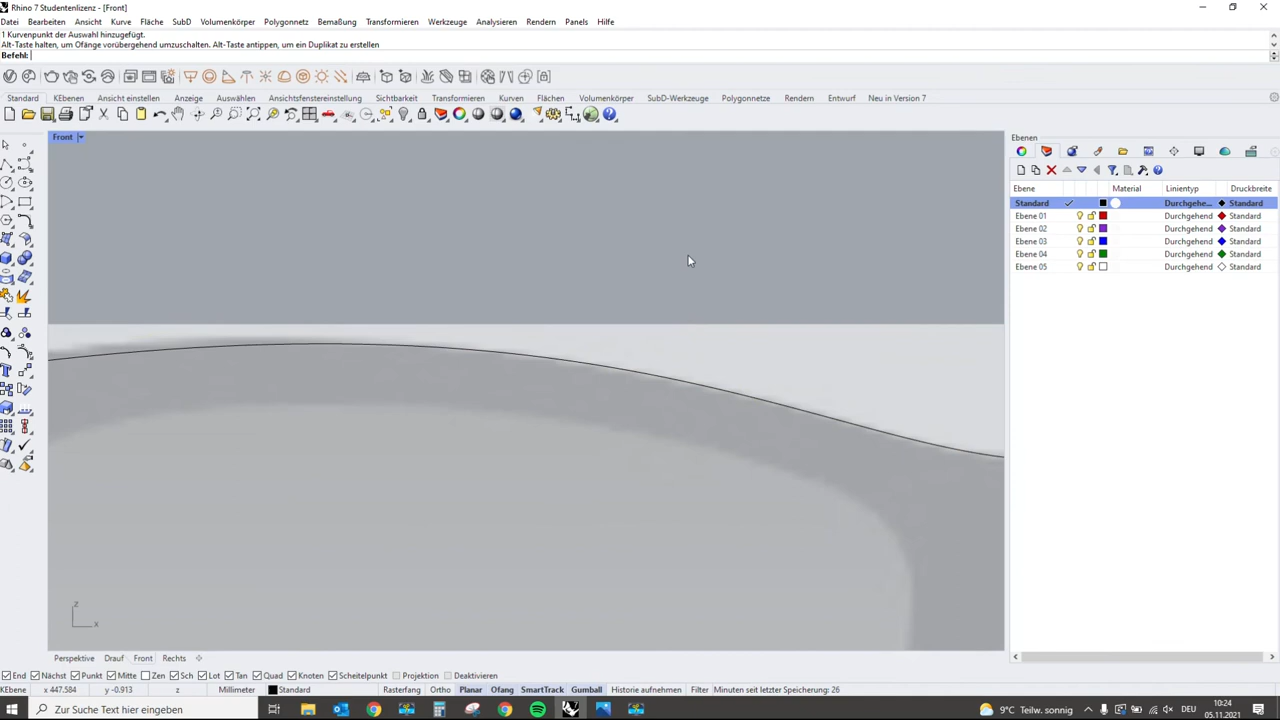 Rhino 7 Studentenlizenz - [Front]
Datei Bearbeiten Ansicht Kurve Fläche SubD Volumenkörper Polygonnetz Bemaßung Transformieren Werkzeuge Analysieren Rendern Panels Hilfe
1 Kurvenpunkt der Auswahl hinzugefügt.
Alt-Taste halten, um Ofänge vorübergehend umzuschalten. Alt-Taste antippen, um ein Duplikat zu erstellen
Befehl:
Standard KEbenen Ansicht einstellen Anzeige Auswählen Ansichtsfenstereinstellung Sichtbarkeit Transformieren Kurven Flächen Volumenkörper SubD-Werkzeuge Polygonnetze Rendern Entwurf Neu in Version 7
Front
Ebenen
Ebene Material Linientyp Druckbreite
Standard Durchgehe... Standard
Ebene 01 Durchgehend Standard
Ebene 02 Durchgehend Standard
Ebene 03 Durchgehend Standard
Ebene 04 Durchgehend Standard
Ebene 05 Durchgehend Standard
z
x
Perspektive Drauf Front Rechts
End Nächst Punkt Mitte Zen Sch Lot Tan Quad Knoten Scheitelpunkt Projektion Deaktivieren
KEbene x 447.584 y -0.913 z Millimeter Standard Rasterfang Ortho Planar Ofang SmartTrack Gumball Historie aufnehmen Filter Minuten seit letzter Speicherung: 26
Zur Suche Text hier eingeben
9°C Teilw. sonnig
DEU
10:24
05.11.2021